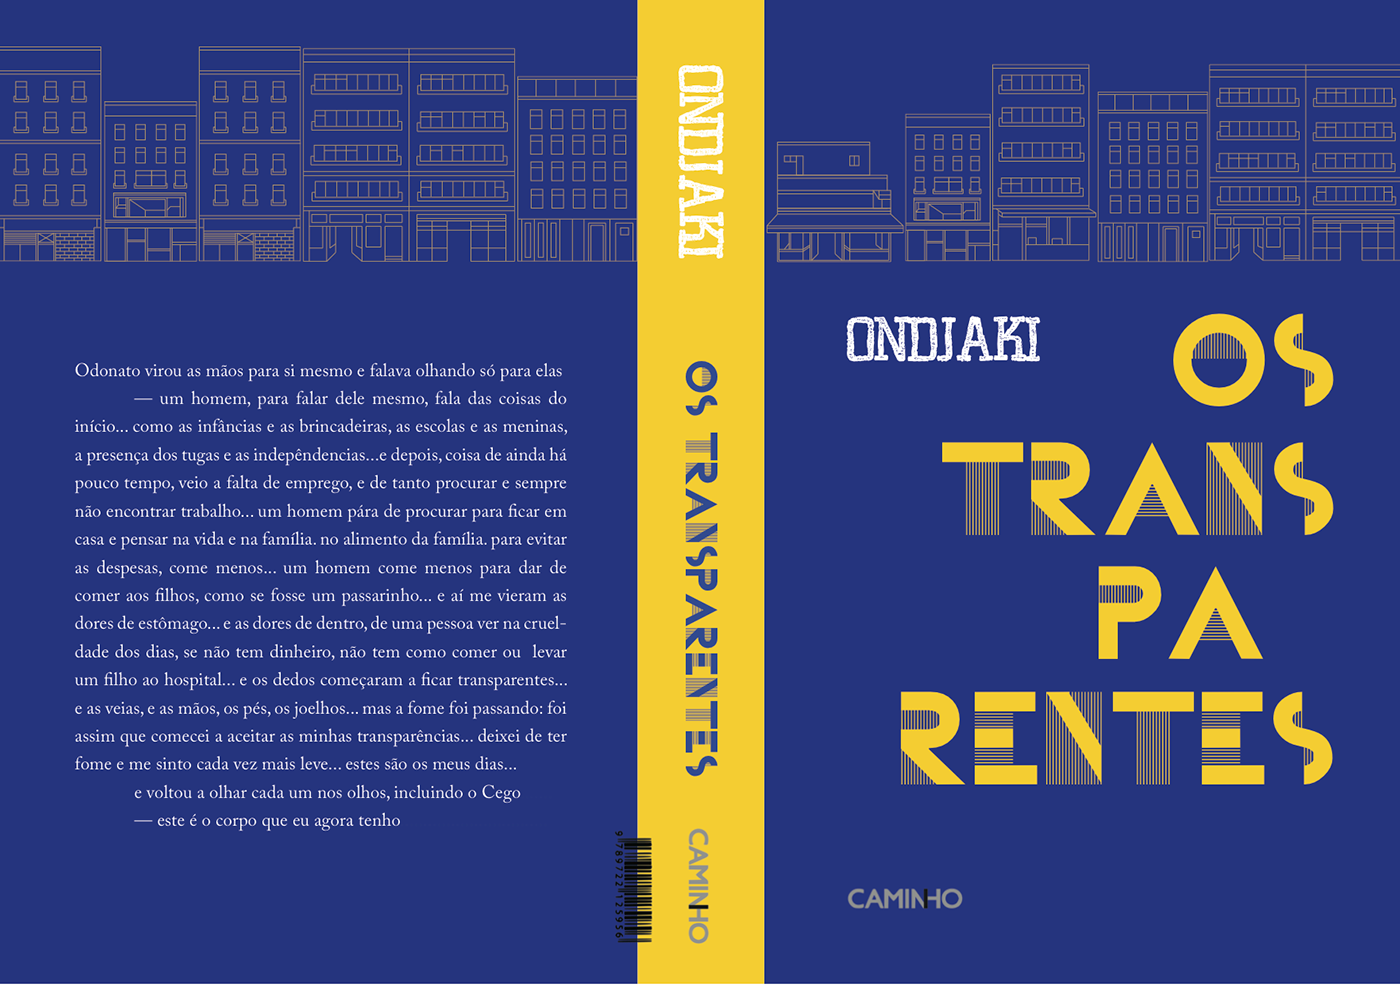 Odonato virou as mãos para si mesmo e falava olhando só para elas
— um homem, para falar dele mesmo, fala das coisas do
início... como as infâncias e as brincadeiras, as escolas e as meninas,
a presença dos tugas e as indepêndencias...e depois, coisa de ainda há
pouco tempo, veio a falta de emprego, e de tanto procurar e sempre
não encontrar trabalho... um homem pára de procurar para ficar em
casa e pensar na vida e na família. no alimento da família. para evitar
as despesas, come menos... um homem come menos para dar de
comer aos filhos, como se fosse um passarinho... e aí me vieram as
dores de estômago... e as dores de dentro, de uma pessoa ver na cruel-
dade dos dias, se não tem dinheiro, não tem como comer ou levar
um filho ao hospital... e os dedos começaram a ficar transparentes...
e as veias, e as mãos, os pés, os joelhos... mas a fome foi passando: foi
assim que comecei a aceitar as minhas transparências... deixei de ter
fome e me sinto cada vez mais leve... estes são os meus dias...
e voltou a olhar cada um nos olhos, incluindo o Cego
— este é o corpo que eu agora tenho
9 789722 125956
ONDJAKI
OS TRANSPARENTES
CAMINHO
ONDJAKI
OS
TRANS
PA
RENTES
CAMINHO